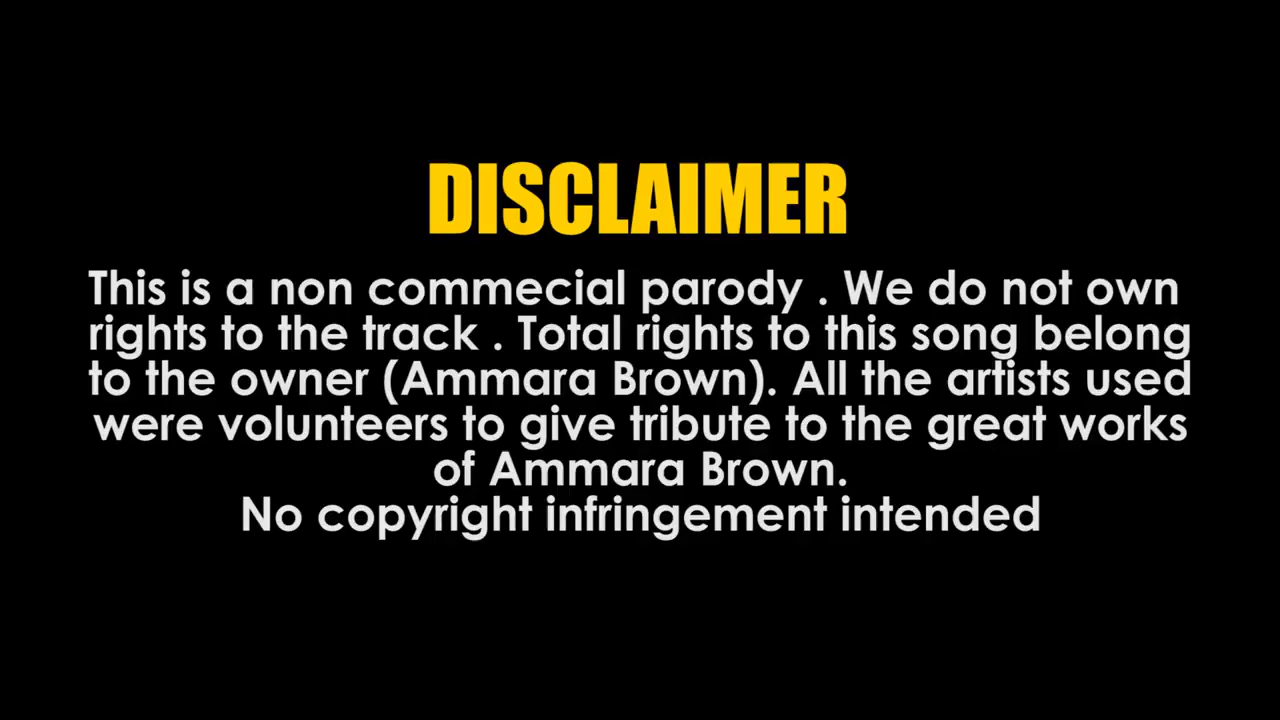 DISCLAIMER
This is a non commecial parody . We do not own
rights to the track . Total rights to this song belong
to the owner (Ammara Brown). All the artists used
were volunteers to give tribute to the great works
of Ammara Brown.
No copyright infringement intended